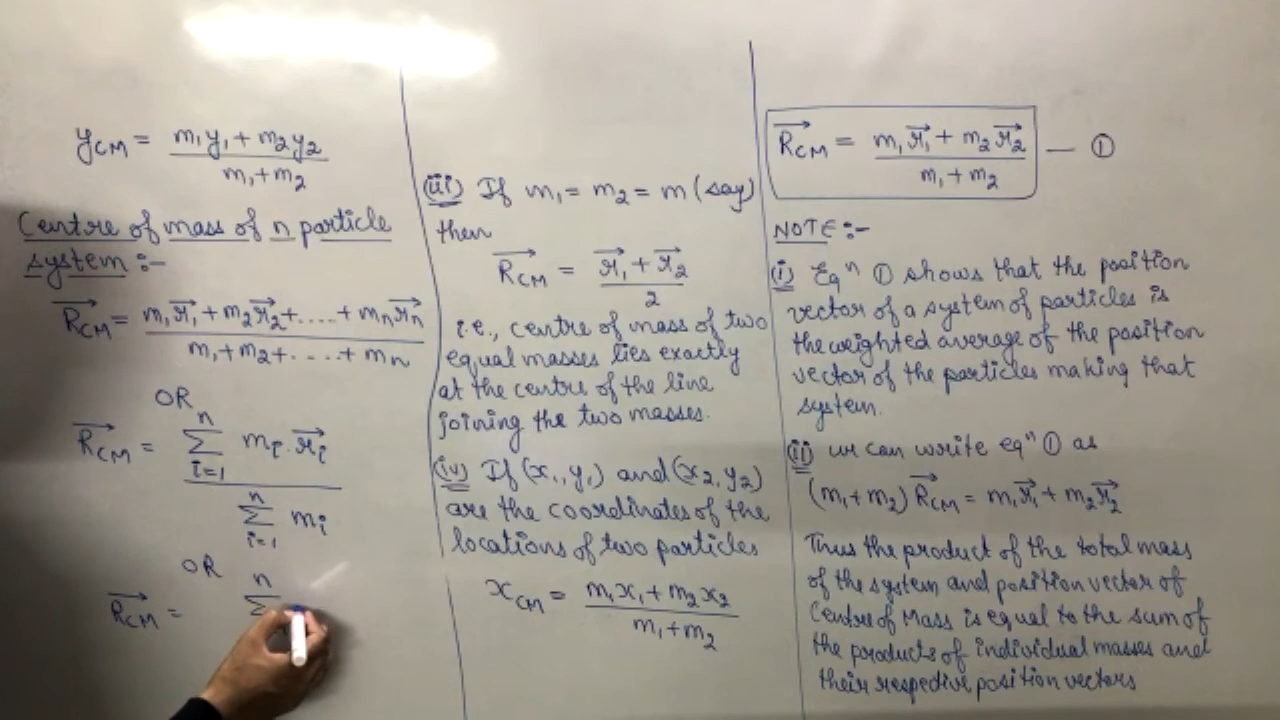 y_CM = (m₁y₁ + m₂y₂) / (m₁ + m₂)
Centre of mass of n particle
system :-
R⃗_CM = (m₁r⃗₁ + m₂r⃗₂ + ..... + mₙr⃗ₙ) / (m₁ + m₂ + .... + mₙ)
OR
R⃗_CM = (∑ᵢ₌₁ⁿ mᵢ.r⃗ᵢ) / (∑ᵢ₌₁ⁿ mᵢ)
OR
R⃗_CM = ∑ⁿ
(iii) If m₁ = m₂ = m (say)
then
R⃗_CM = (r⃗₁ + r⃗₂) / 2
i.e., centre of mass of two
equal masses lies exactly
at the centre of the line
joining the two masses.
(iv) If (x₁, y₁) and (x₂, y₂)
are the coordinates of the
locations of two particles
x_CM = (m₁x₁ + m₂x₂) / (m₁ + m₂)
R⃗_CM = (m₁r⃗₁ + m₂r⃗₂) / (m₁ + m₂) — ①
NOTE :-
(i) Eqⁿ ① shows that the position
vector of a system of particles is
the weighted average of the position
vector of the particles making that
system.
(ii) we can write eqⁿ ① as
(m₁ + m₂) R⃗_CM = m₁r⃗₁ + m₂r⃗₂
Thus the product of the total mass
of the system and position vector of
Centre of Mass is equal to the sum of
the products of individual masses and
their respective position vectors